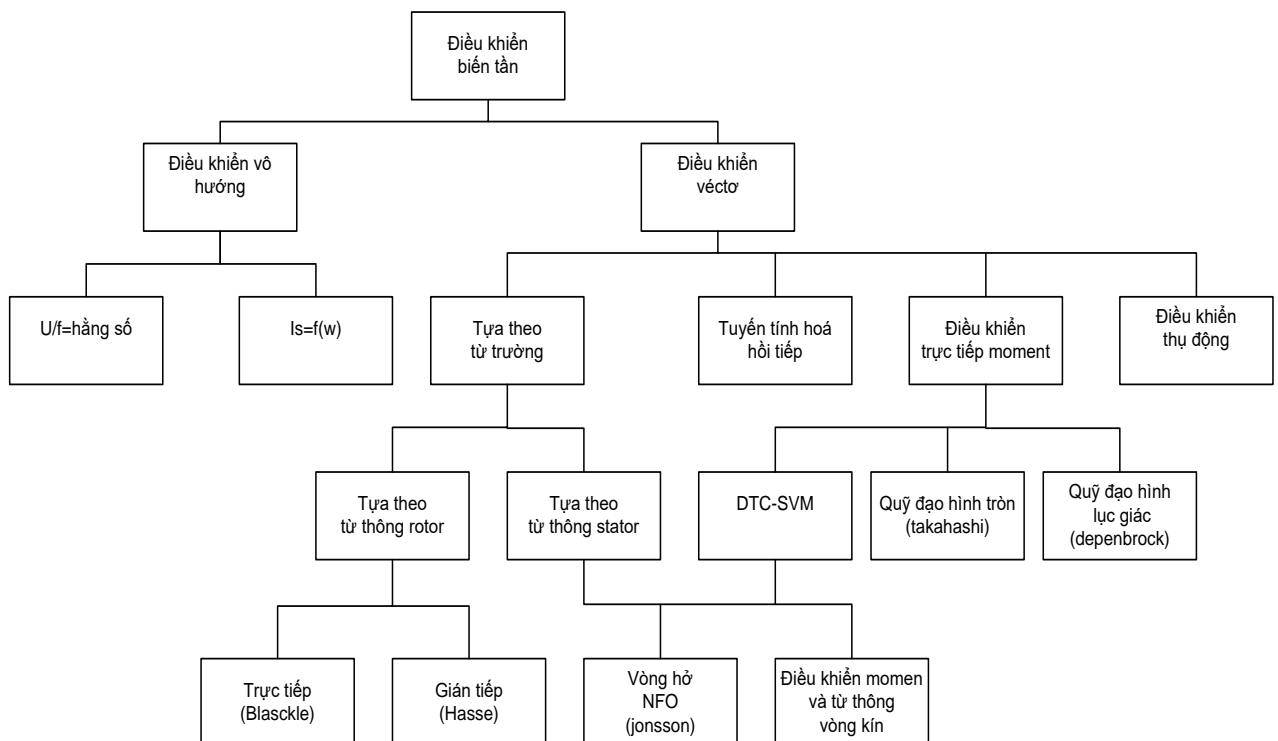 Điều khiển
biến tần
Điều khiển vô
hướng
Điều khiển
véctơ
U/f=hằng số
Is=f(w)
Tựa theo
từ trường
Tuyến tính hoá
hồi tiếp
Điều khiển
trực tiếp moment
Điều khiển
thụ động
Tựa theo
từ thông rotor
Tựa theo
từ thông stator
DTC-SVM
Quỹ đạo hình tròn
(takahashi)
Quỹ đạo hình
lục giác
(depenbrock)
Trực tiếp
(Blasckle)
Gián tiếp
(Hasse)
Vòng hở
NFO
(jonsson)
Điều khiển momen
và từ thông
vòng kín